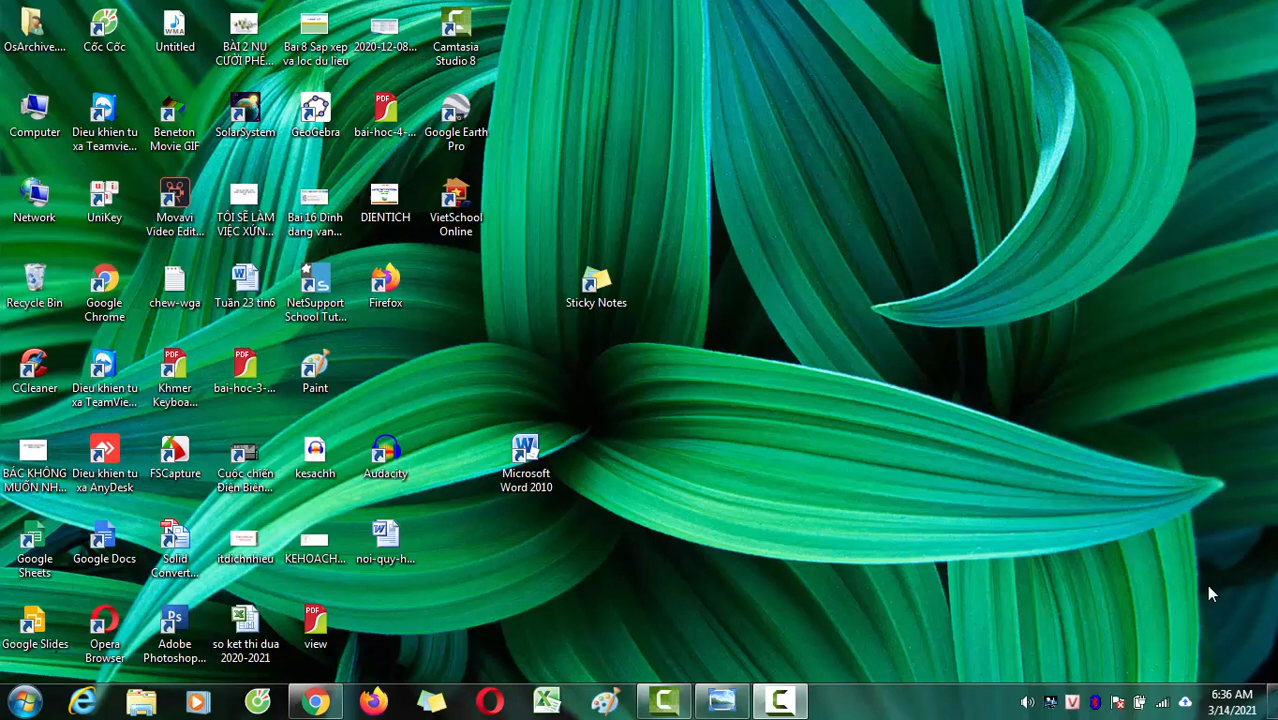 OsArchive....
Cốc Cốc
Untitled
BÀI 2 NỤ
CƯỜI PHÊ...
Bai 8 Sap xep
va loc du lieu
2020-12-08...
Camtasia
Studio 8
Computer
Dieu khien tu
xa Teamvie...
Beneton
Movie GIF
SolarSystem
GeoGebra
bai-hoc-4-...
Google Earth
Pro
Network
UniKey
Movavi
Video Edit...
TÔI SẼ LÀM
VIỆC XỨN...
Bai 16 Dinh
dang van...
DIENTICH
VietSchool
Online
Recycle Bin
Google
Chrome
chew-wga
Tuần 23 tin6
NetSupport
School Tut...
Firefox
Sticky Notes
CCleaner
Dieu khien tu
xa TeamVie...
Khmer
Keyboa...
bai-hoc-3-...
Paint
BÁC KHÔNG
MUỐN NH...
Dieu khien tu
xa AnyDesk
FSCapture
Cuộc chiến
Điện Biên...
kesachh
Audacity
Microsoft
Word 2010
Google
Sheets
Google Docs
Solid
Convert...
itdichnhieu
KEHOACH...
noi-quy-h...
Google Slides
Opera
Browser
Adobe
Photoshop...
so ket thi dua
2020-2021
view
6:36 AM
3/14/2021